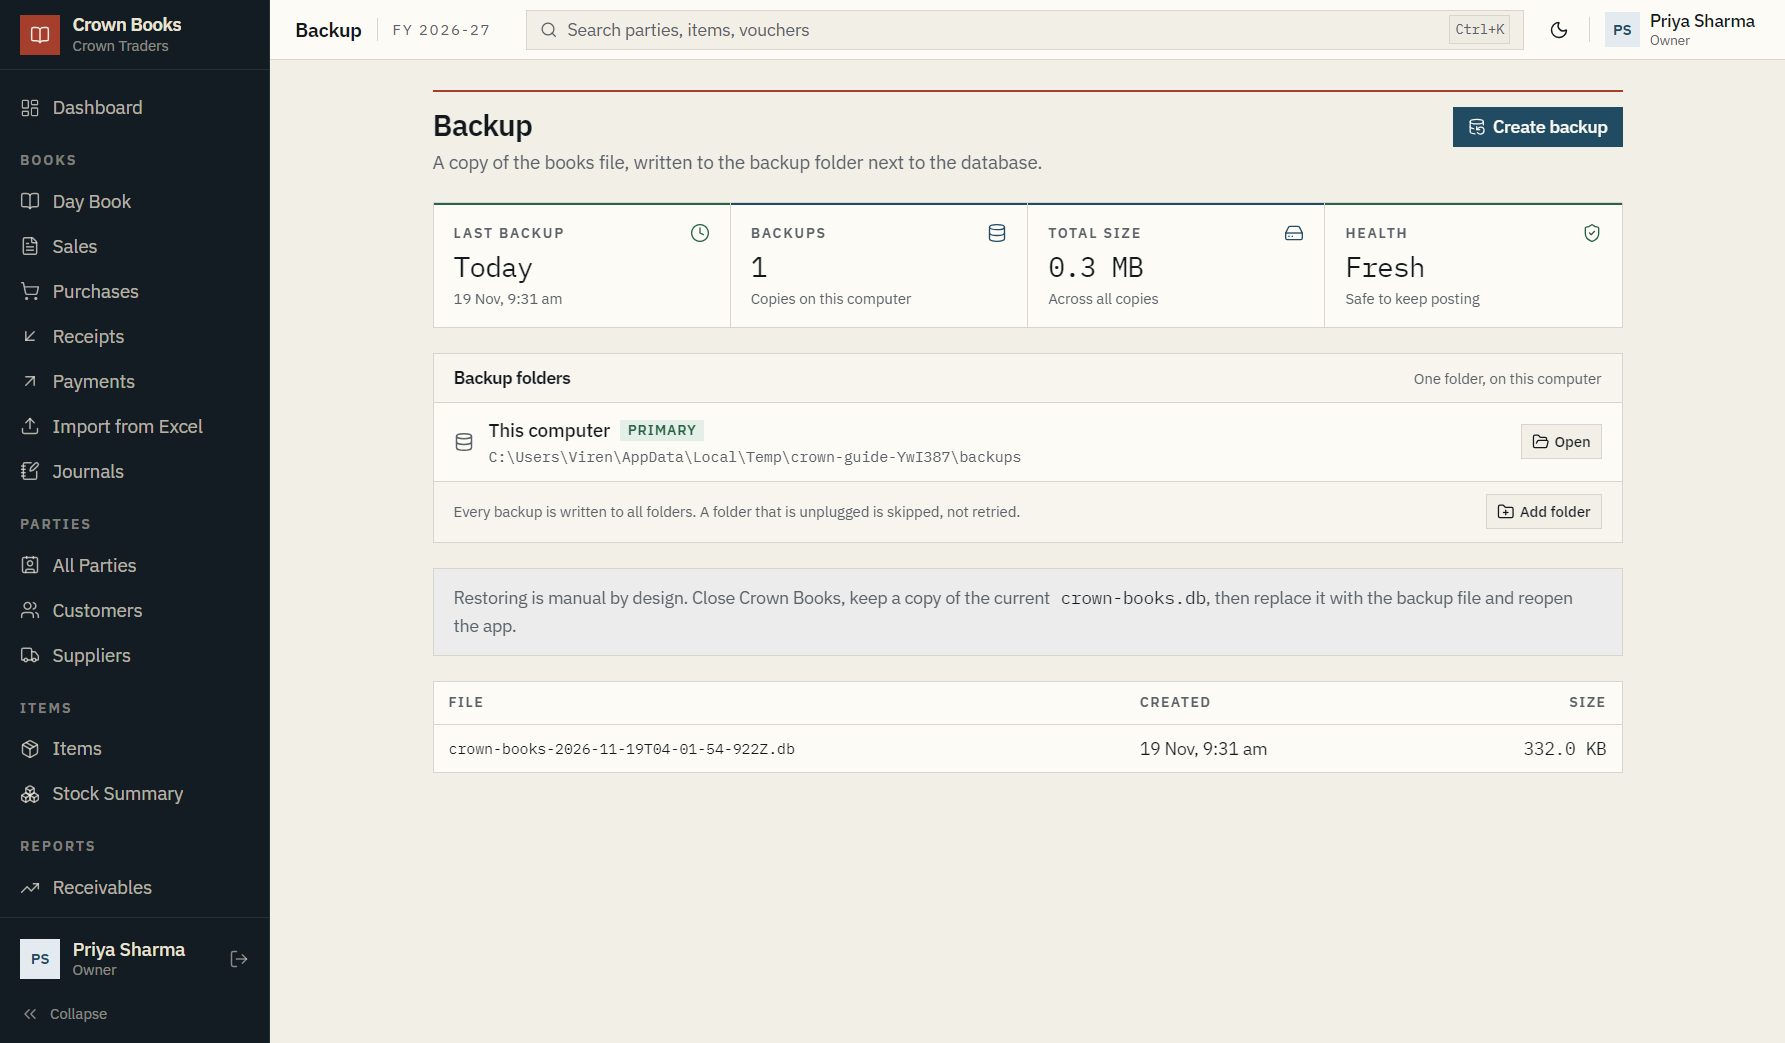 Crown Books
Crown Traders
Dashboard
BOOKS
Day Book
Sales
Purchases
Receipts
Payments
Import from Excel
Journals
PARTIES
All Parties
Customers
Suppliers
ITEMS
Items
Stock Summary
REPORTS
Receivables
PS
Priya Sharma
Owner
Collapse
Backup
FY 2026-27
Search parties, items, vouchers
Ctrl+K
PS
Priya Sharma
Owner
Backup
A copy of the books file, written to the backup folder next to the database.
Create backup
LAST BACKUP
Today
19 Nov, 9:31 am
BACKUPS
1
Copies on this computer
TOTAL SIZE
0.3 MB
Across all copies
HEALTH
Fresh
Safe to keep posting
Backup folders
One folder, on this computer
This computer PRIMARY
C:\Users\Viren\AppData\Local\Temp\crown-guide-YwI387\backups
Open
Every backup is written to all folders. A folder that is unplugged is skipped, not retried.
Add folder
Restoring is manual by design. Close Crown Books, keep a copy of the current crown-books.db, then replace it with the backup file and reopen
the app.
FILE CREATED SIZE
crown-books-2026-11-19T04-01-54-922Z.db 19 Nov, 9:31 am 332.0 KB